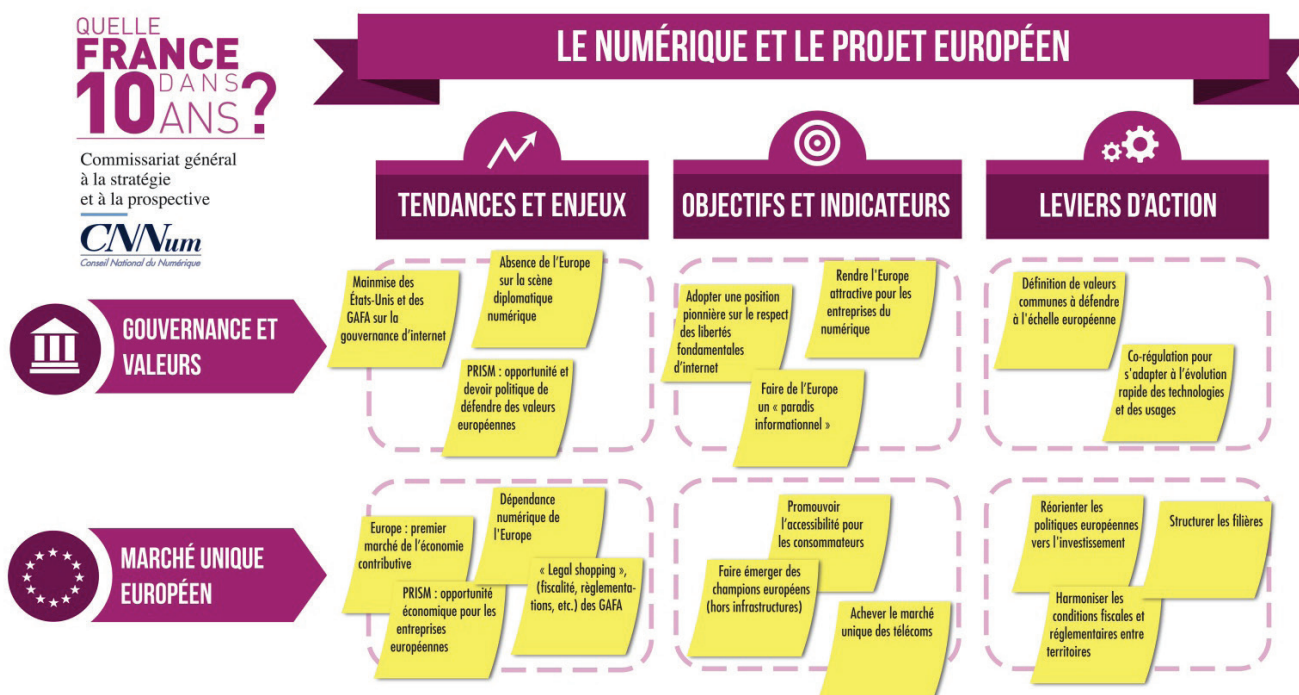 QUELLE
FRANCE
10 DANS
ANS ?
Commissariat général
à la stratégie
et à la prospective
CNNum
Conseil National du Numérique
LE NUMÉRIQUE ET LE PROJET EUROPÉEN
TENDANCES ET ENJEUX
OBJECTIFS ET INDICATEURS
LEVIERS D'ACTION
GOUVERNANCE ET
VALEURS
Mainmise des
États-Unis et des
GAFA sur la
gouvernance d'internet
Absence de l'Europe
sur la scène
diplomatique
numérique
PRISM : opportunité et
devoir politique de
défendre des valeurs
européennes
Adopter une position
pionnière sur le respect
des libertés
fondamentales
d'internet
Rendre l'Europe
attractive pour les
entreprises du
numérique
Faire de l'Europe
un « paradis
informationnel »
Définition de valeurs
communes à défendre
à l'échelle européenne
Co-régulation pour
s'adapter à l'évolution
rapide des technologies
et des usages
MARCHÉ UNIQUE
EUROPÉEN
Europe : premier
marché de l'économie
contributive
Dépendance
numérique de
l'Europe
PRISM : opportunité
économique pour les
entreprises
européennes
« Legal shopping »,
(fiscalité, règlementa-
tions, etc.) des GAFA
Promouvoir
l'accessibilité pour
les consommateurs
Faire émerger des
champions européens
(hors infrastructures)
Achever le marché
unique des télécoms
Réorienter les
politiques européennes
vers l'investissement
Structurer les filières
Harmoniser les
conditions fiscales et
réglementaires entre
territoires